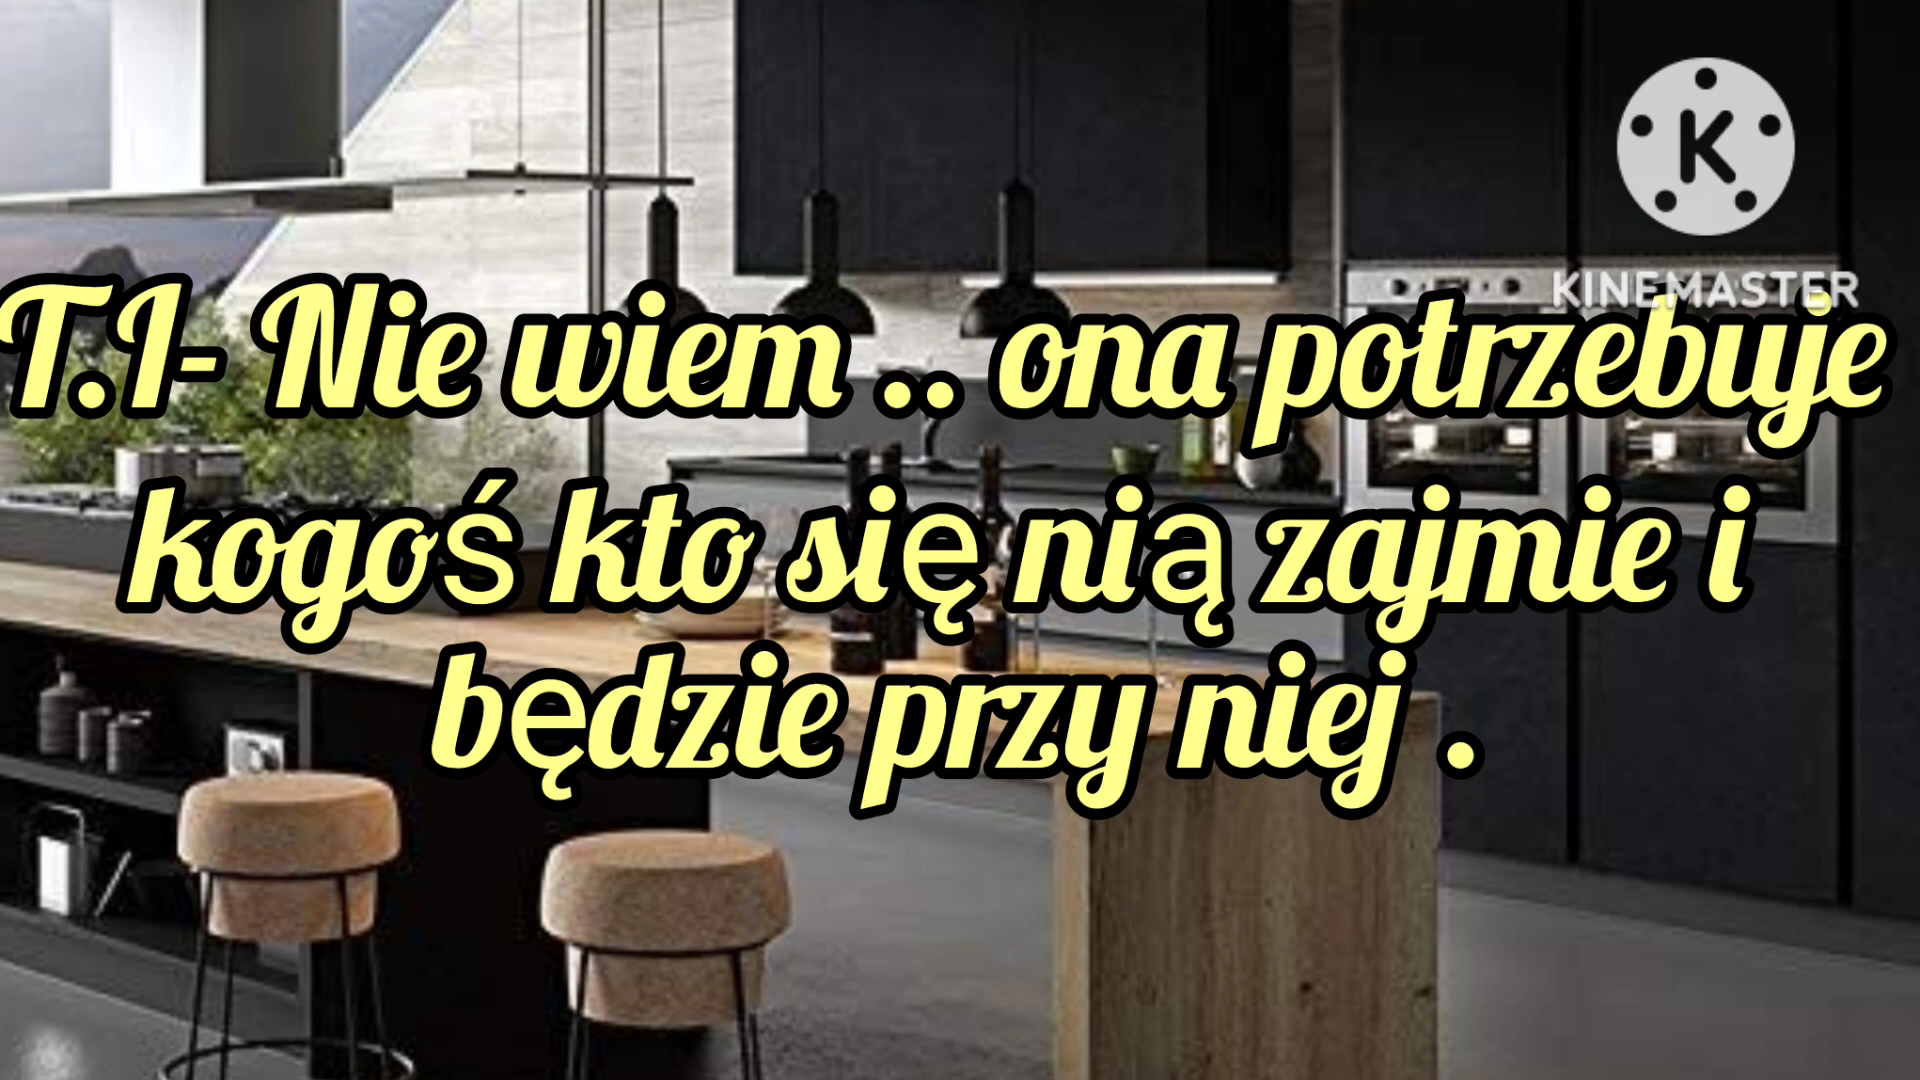 K
KINEMASTER
T.I- Nie wiem .. ona potrzebuje
kogoś kto się nią zajmie i
będzie przy niej .